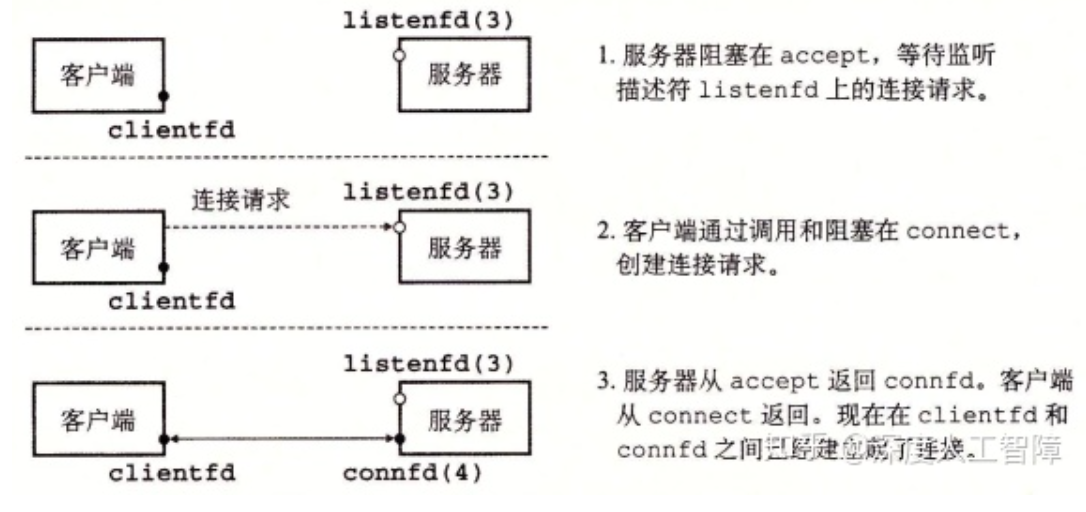 listenfd(3)
客户端
服务器
clientfd
1. 服务器阻塞在 accept，等待监听
描述符 listenfd 上的连接请求。
连接请求
listenfd(3)
客户端
服务器
clientfd
2. 客户端通过调用和阻塞在 connect，
创建连接请求。
listenfd(3)
客户端
服务器
clientfd
connfd(4)
3. 服务器从 accept 返回 connfd。客户端
从 connect 返回。现在在 clientfd 和
connfd 之间已经建立起了连接。
知乎 @深度人工智障